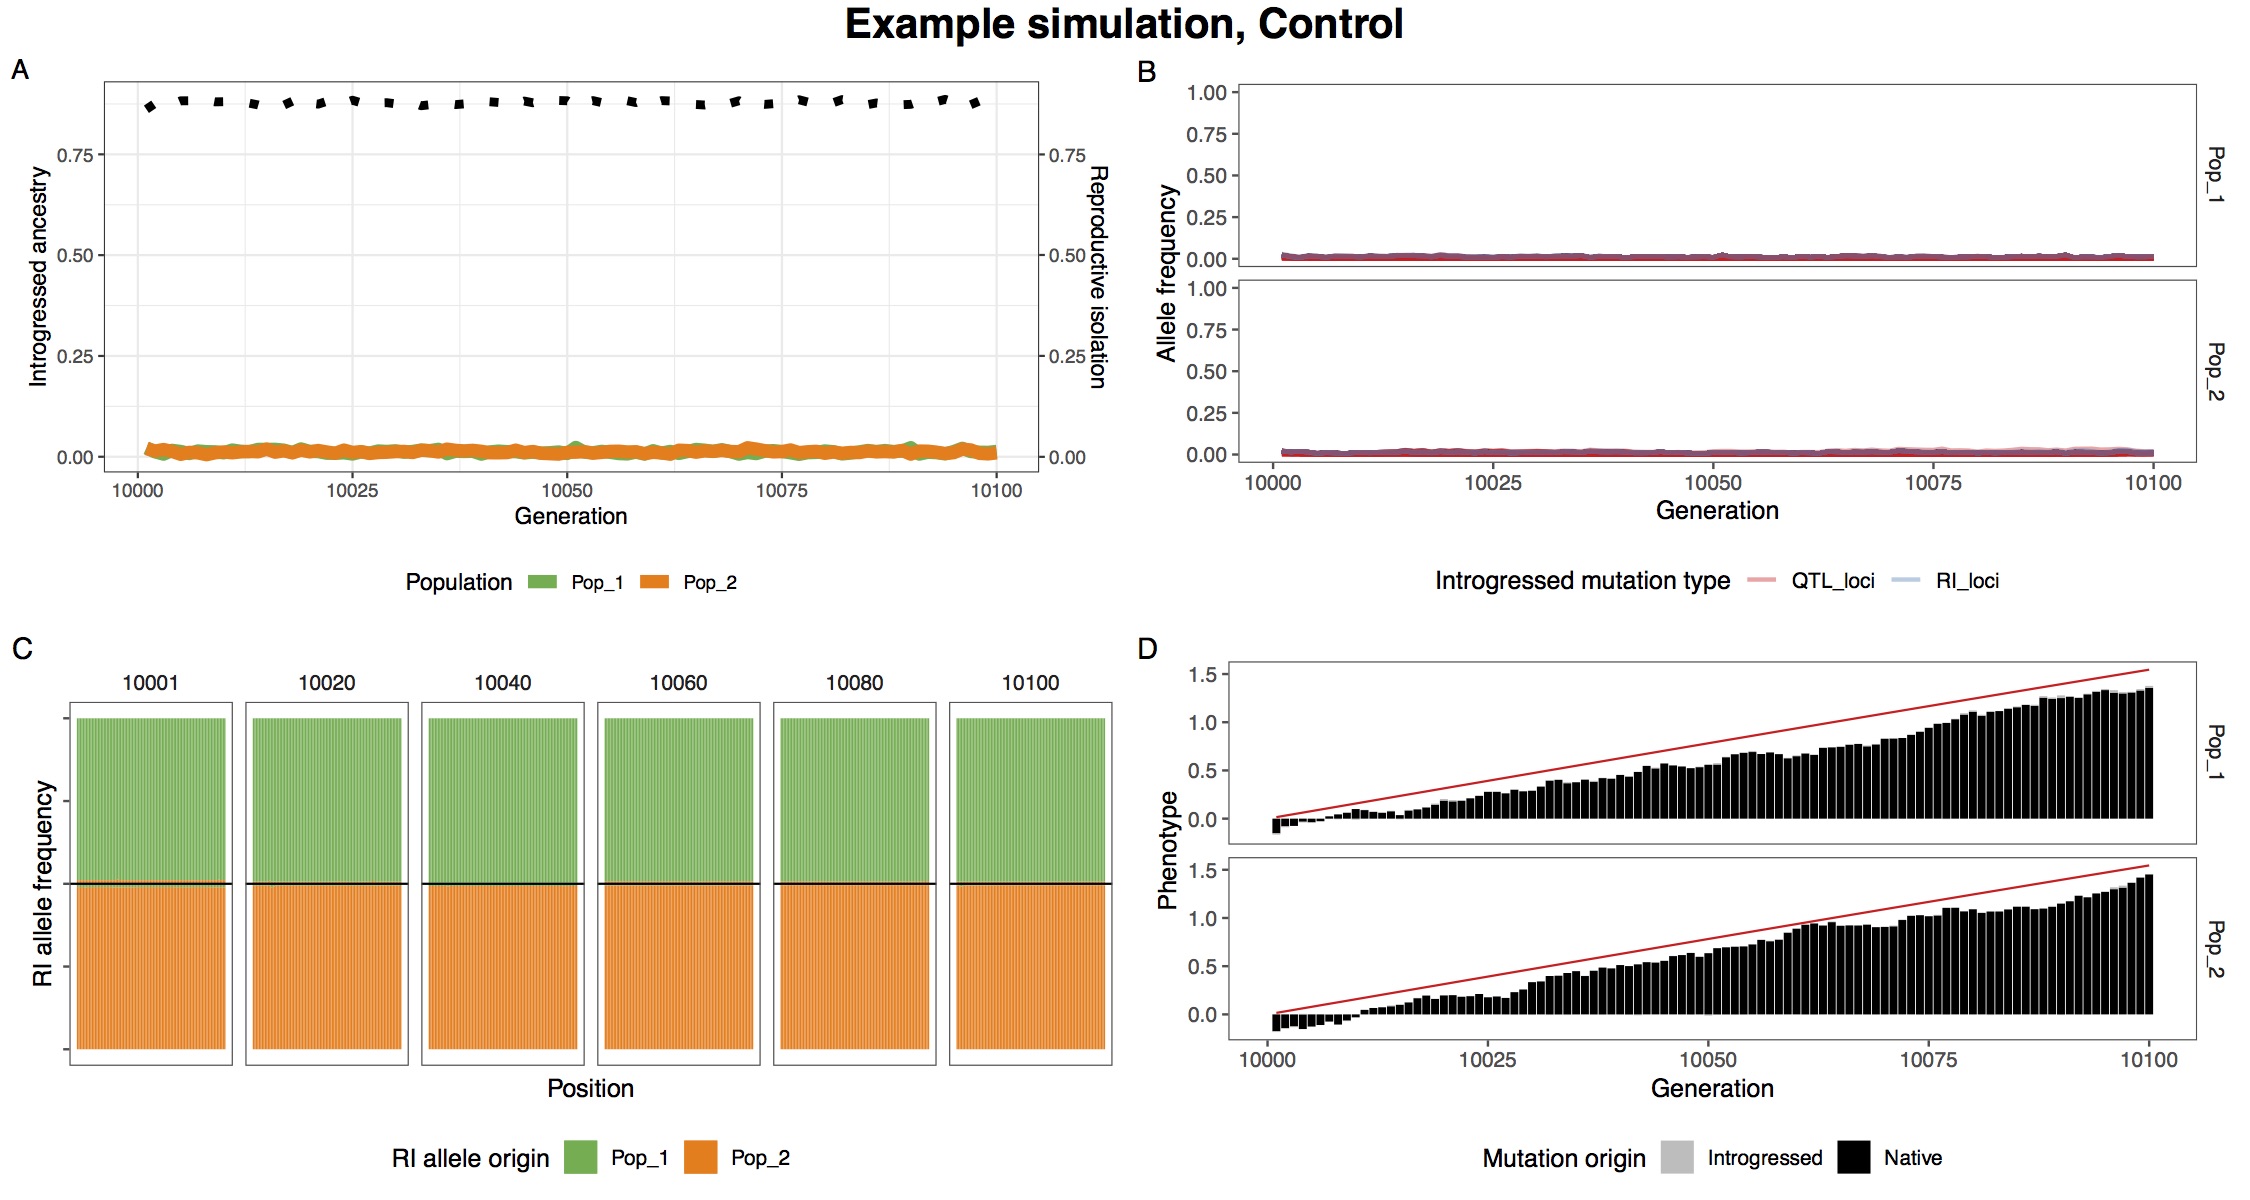 Example simulation, Control
A
0.75
0.50
0.25
0.00
Introgressed ancestry
0.75
0.50
0.25
0.00
Reproductive isolation
10000 10025 10050 10075 10100
Generation
Population Pop_1 Pop_2
B
1.00
0.75
0.50
0.25
0.00
Pop_1
1.00
0.75
0.50
0.25
0.00
Pop_2
Allele frequency
10000 10025 10050 10075 10100
Generation
Introgressed mutation type QTL_loci RI_loci
C
10001 10020 10040 10060 10080 10100
RI allele frequency
Position
RI allele origin Pop_1 Pop_2
D
1.5
1.0
0.5
0.0
Pop_1
1.5
1.0
0.5
0.0
Pop_2
Phenotype
10000 10025 10050 10075 10100
Generation
Mutation origin Introgressed Native